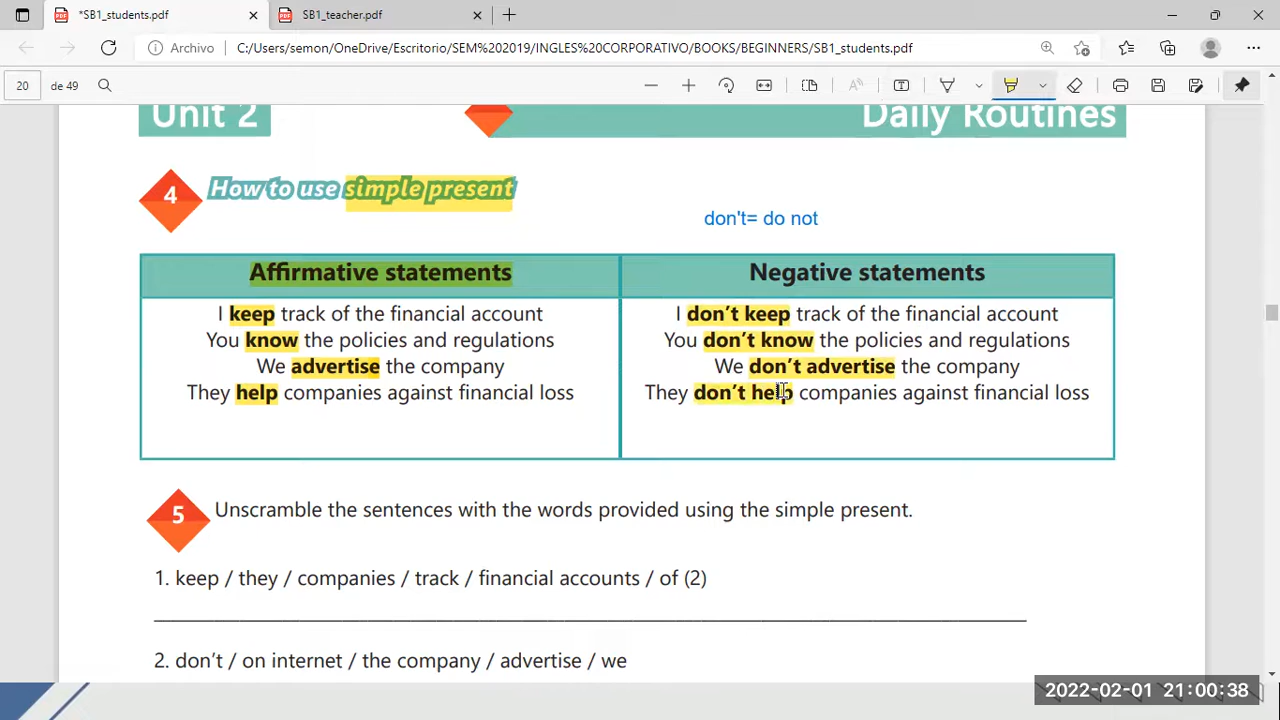 *SB1_students.pdf
SB1_teacher.pdf
Archivo C:/Users/semon/OneDrive/Escritorio/SEM%202019/INGLES%20CORPORATIVO/BOOKS/BEGINNERS/SB1_students.pdf
20 de 49
Unit 2 Daily Routines
4 How to use simple present
don't= do not
Affirmative statements
I keep track of the financial account
You know the policies and regulations
We advertise the company
They help companies against financial loss
Negative statements
I don't keep track of the financial account
You don't know the policies and regulations
We don't advertise the company
They don't help companies against financial loss
5 Unscramble the sentences with the words provided using the simple present.
1. keep / they / companies / track / financial accounts / of (2)
2. don't / on internet / the company / advertise / we
2022-02-01 21:00:38